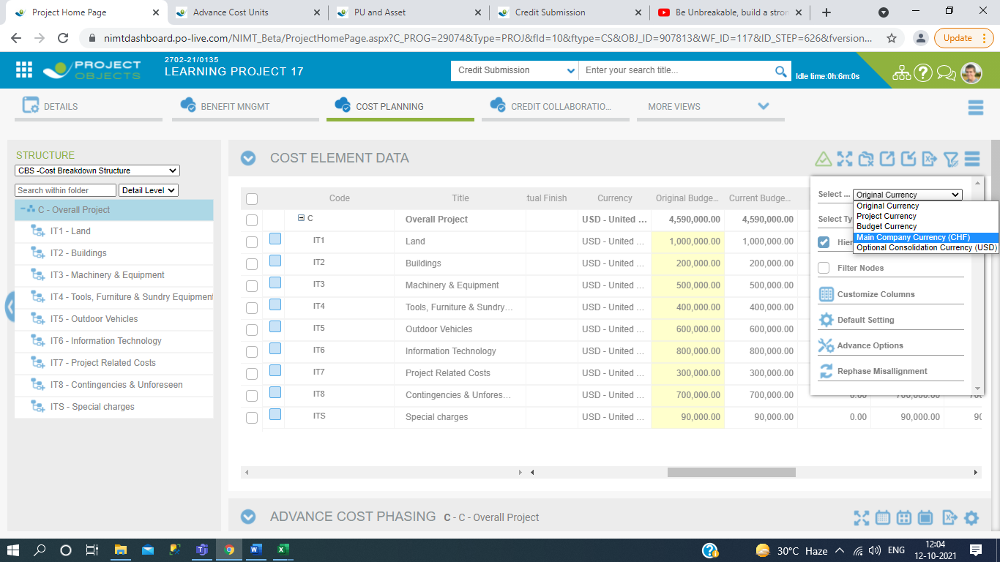 Project Home Page
Advance Cost Units
PU and Asset
Credit Submission
Be Unbreakable, build a stron
nimtdashboard.po-live.com/NIMT_Beta/ProjectHomePage.aspx?C_PROG=29074&Type=PROJ&fId=10&ftype=CS&OBJ_ID=907813&WF_ID=117&ID_STEP=626&fversion...
Update
PROJECT
OBJECTS
2702-21/0135
LEARNING PROJECT 17
Credit Submission
Enter your search title...
Idle time:0h:6m:0s
DETAILS
BENEFIT MNGMT
COST PLANNING
CREDIT COLLABORATIO...
MORE VIEWS
STRUCTURE
CBS -Cost Breakdown Structure
Search within folder
Detail Level
C - Overall Project
IT1 - Land
IT2 - Buildings
IT3 - Machinery & Equipment
IT4 - Tools, Furniture & Sundry Equipment
IT5 - Outdoor Vehicles
IT6 - Information Technology
IT7 - Project Related Costs
IT8 - Contingencies & Unforeseen
ITS - Special charges
COST ELEMENT DATA
Code Title tual Finish Currency Original Budge... Current Budge...
C Overall Project USD - United ... 4,590,000.00 4,590,000.00
IT1 Land USD - United ... 1,000,000.00 1,000,000.00
IT2 Buildings USD - United ... 200,000.00 200,000.00
IT3 Machinery & Equipment USD - United ... 500,000.00 500,000.00
IT4 Tools, Furniture & Sundry... USD - United ... 400,000.00 400,000.00
IT5 Outdoor Vehicles USD - United ... 600,000.00 600,000.00
IT6 Information Technology USD - United ... 800,000.00 800,000.00
IT7 Project Related Costs USD - United ... 300,000.00 300,000.00
IT8 Contingencies & Unfores... USD - United ... 700,000.00 700,000.00 0.00 700,000.00
ITS Special charges USD - United ... 90,000.00 90,000.00 0.00 90,000.00
Select ...
Original Currency
Original Currency
Project Currency
Budget Currency
Main Company Currency (CHF)
Optional Consolidation Currency (USD)
Select Ty
Hier
Filter Nodes
Customize Columns
Default Setting
Advance Options
Rephase Misallignment
ADVANCE COST PHASING C - C - Overall Project
30°C Haze
ENG
12:04
12-10-2021